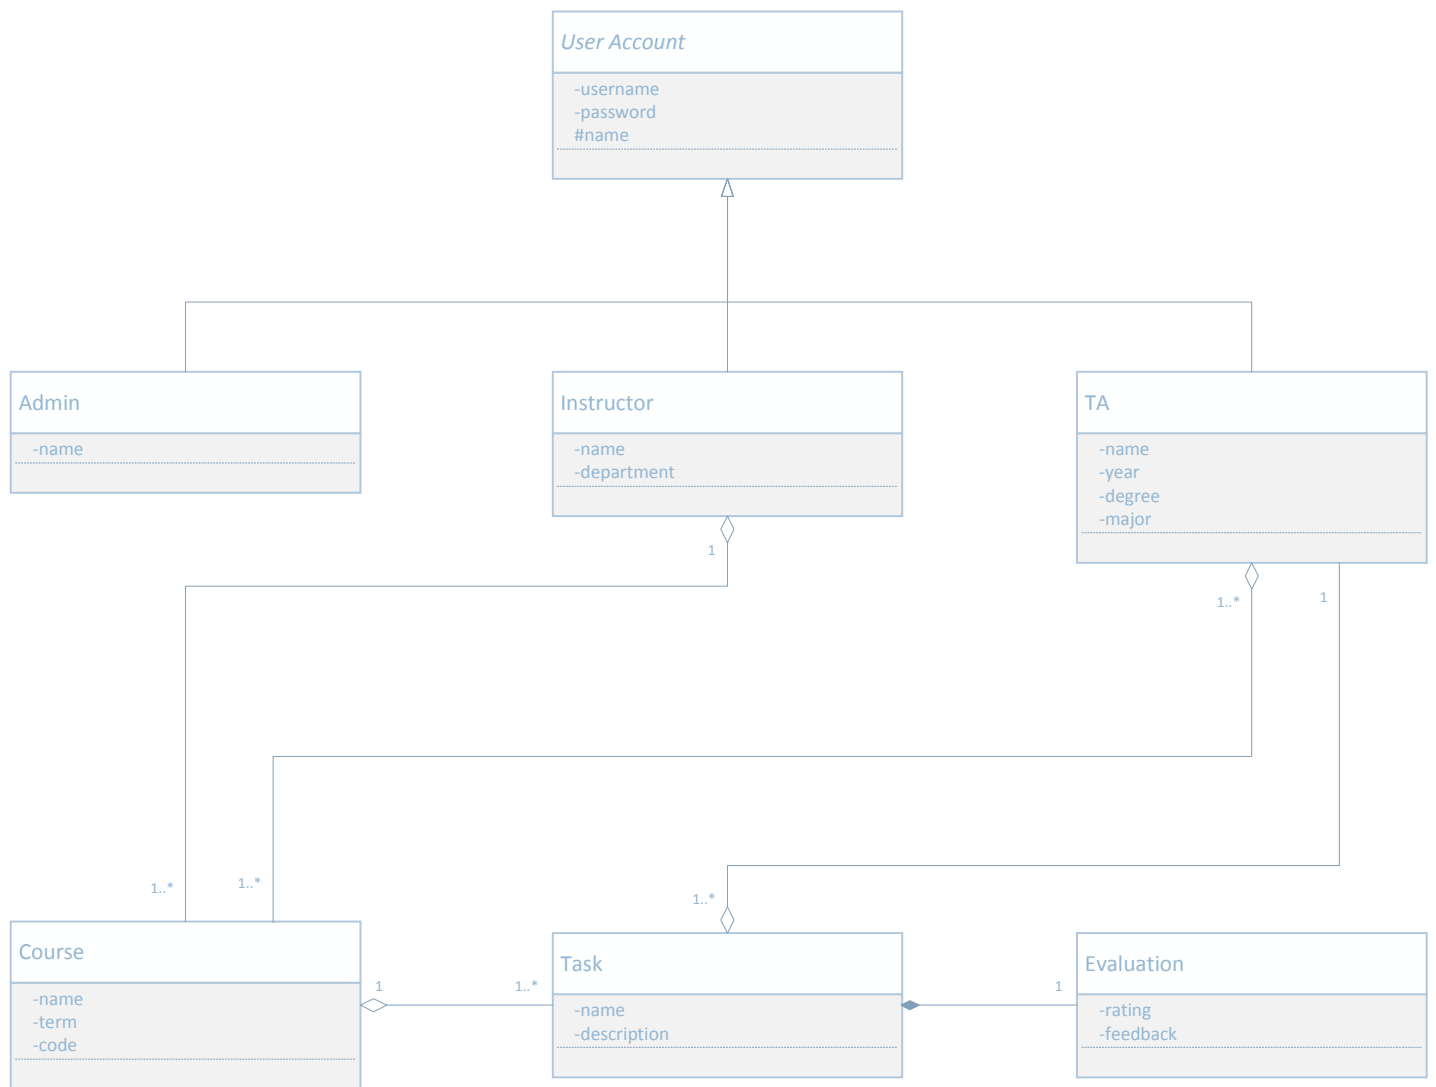 User Account
-username
-password
#name
Admin
-name
Instructor
-name
-department
TA
-name
-year
-degree
-major
1
1..*
1
1..*
1..*
1..*
Course
-name
-term
-code
1
1..*
Task
-name
-description
1
Evaluation
-rating
-feedback